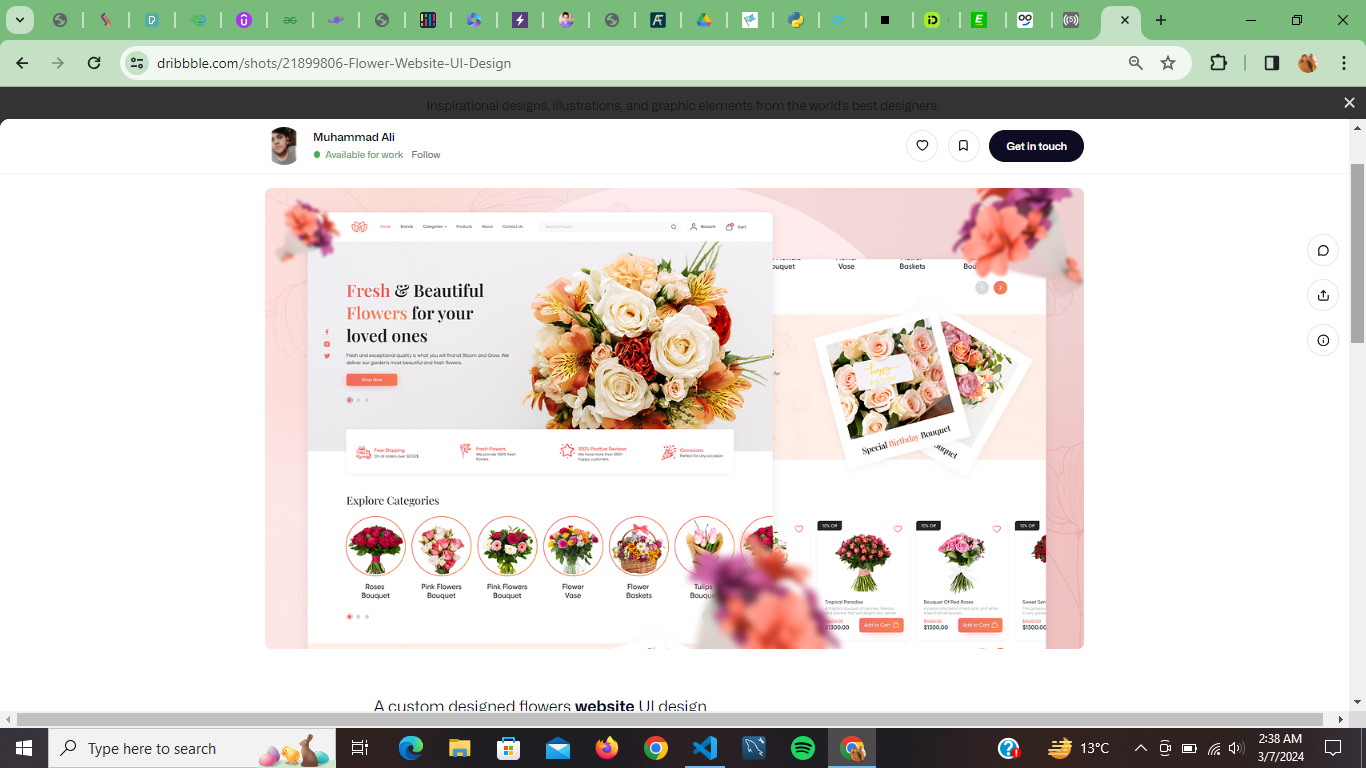 dribbble.com/shots/21899806-Flower-Website-UI-Design
Inspirational designs, illustrations, and graphic elements from the world's best designers.
Muhammad Ali
Available for work Follow
Get in touch
Home Brands Categories Products About Contact Us Search Product Account Cart
Fresh & Beautiful
Flowers for your
loved ones
Fresh and exceptional quality is what you will find at Bloom and Grow. We
deliver our garden's most beautiful and fresh flowers.
Shop Now
Free Shipping
On all orders over
Fresh Flowers
We provide 100% fresh
flowers
100% Positive Reviews
We have more than
happy customers
Occasions
Perfect for any occasion
Explore Categories
Roses
Bouquet
Pink Flowers
Bouquet
Pink Flowers
Bouquet
Flower
Vase
Flower
Baskets
Tulips
Bouquet
Vase
Baskets
Special Birthday Bouquet
10% Off
10% Off
10% Off
Tropical Paradise
$1300.00
Add to Cart
Bouquet Of Red Roses
$1300.00
Add to Cart
$1300.00
A custom designed flowers website UI design
Type here to search
13°C
2:38 AM
3/7/2024